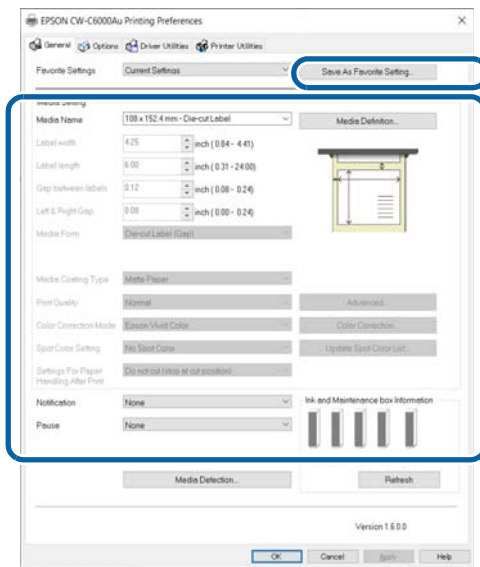 EPSON CW-C6000Au Printing Preferences
General Options Driver Utilities Printer Utilities
Favorite Settings Current Settings Save As Favorite Setting...
Media Setting
Media Name 108 x 152.4 mm - Die-cut Label Media Definition...
Label width 4.25 inch ( 0.84 - 4.41)
Label length 6.00 inch ( 0.31 - 24.00)
Gap between labels 0.12 inch ( 0.08 - 0.24)
Left & Right Gap 0.08 inch ( 0.00 - 0.24)
Media Form Die-cut Label (Gap)
Media Coating Type Matte Paper
Print Quality Normal Advanced...
Color Correction Mode Epson Vivid Color Color Correction...
Spot Color Setting No Spot Color Update Spot Color List...
Settings For Paper
Handling After Print Do not cut (stop at cut position)
Notification None Ink and Maintenance box Information
Pause None
Media Detection... Refresh
Version 1.6.0.0
OK Cancel Apply Help